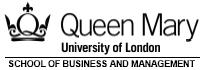 Queen Mary
University of London
SCHOOL OF BUSINESS AND MANAGEMENT